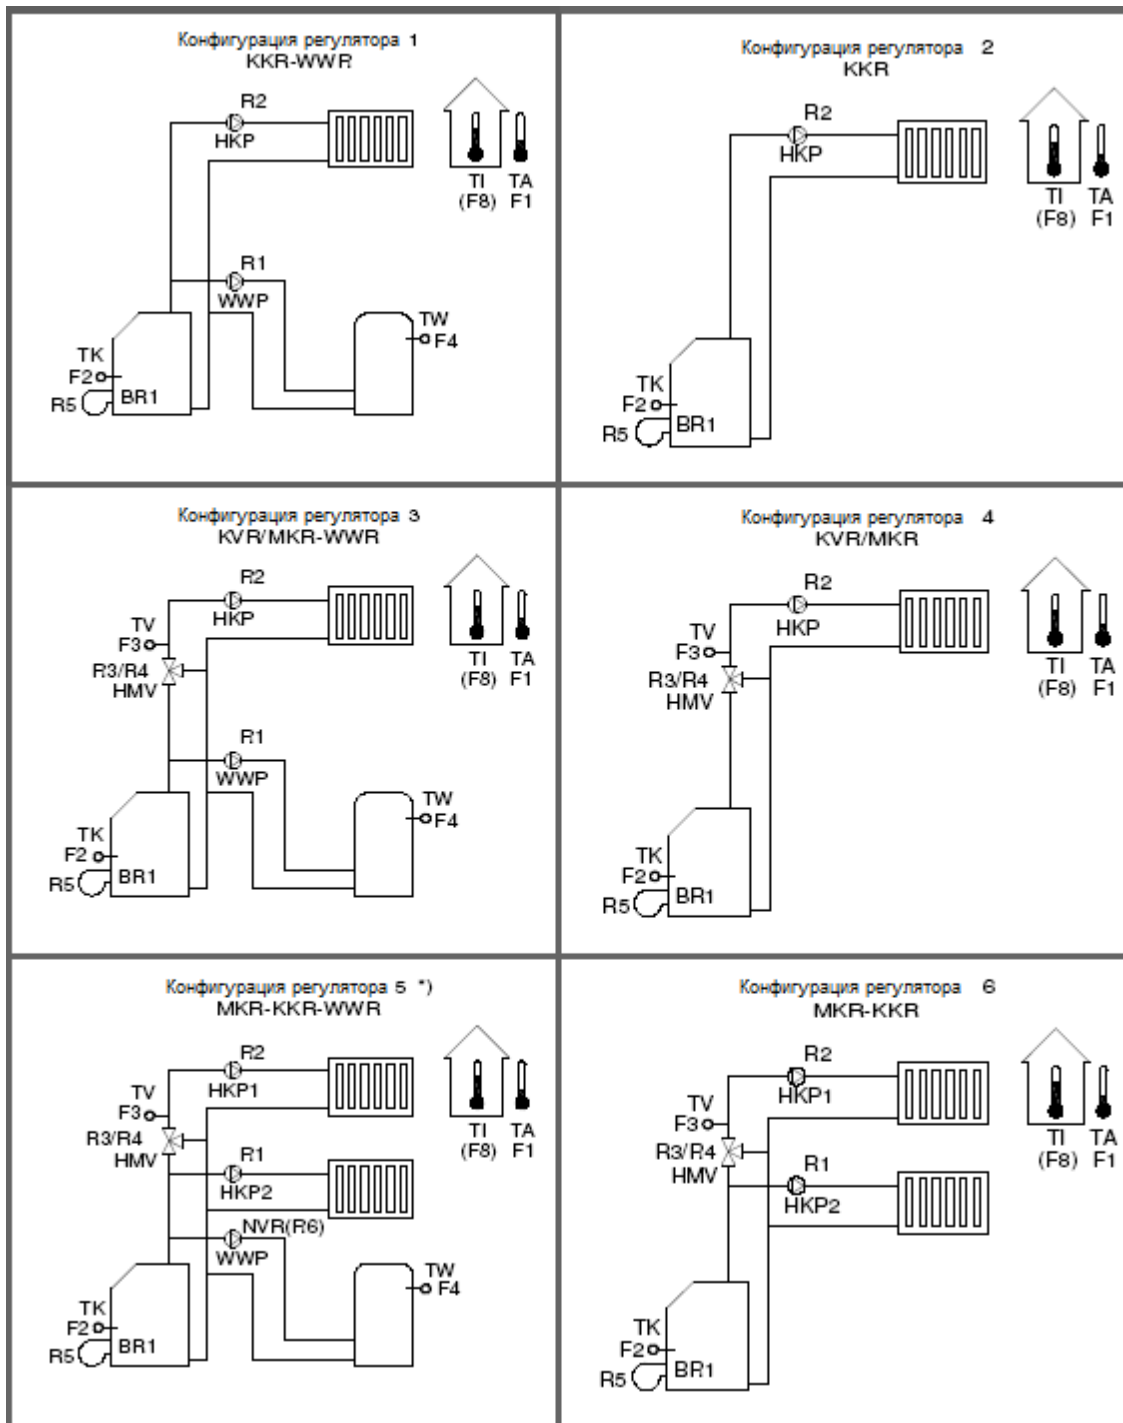 Конфигурация регулятора 1
KKR-WWR
R2
HKP
TI TA
(F8) F1
R1
WWP
TW
F4
TK
F2
BR1
R5
Конфигурация регулятора 2
KKR
R2
HKP
TI TA
(F8) F1
TK
F2
BR1
R5
Конфигурация регулятора 3
KVR/MKR-WWR
R2
HKP
TV
F3
TI TA
(F8) F1
R3/R4
HMV
R1
WWP
TW
F4
TK
F2
BR1
R5
Конфигурация регулятора 4
KVR/MKR
R2
HKP
TV
F3
TI TA
(F8) F1
R3/R4
HMV
TK
F2
BR1
R5
Конфигурация регулятора 5 *)
MKR-KKR-WWR
R2
HKP1
TV
F3
TI TA
(F8) F1
R3/R4
HMV
R1
HKP2
NVR(R6)
WWP
TW
F4
TK
F2
BR1
R5
Конфигурация регулятора 6
MKR-KKR
R2
HKP1
TV
F3
TI TA
(F8) F1
R3/R4
HMV
R1
HKP2
TK
F2
BR1
R5